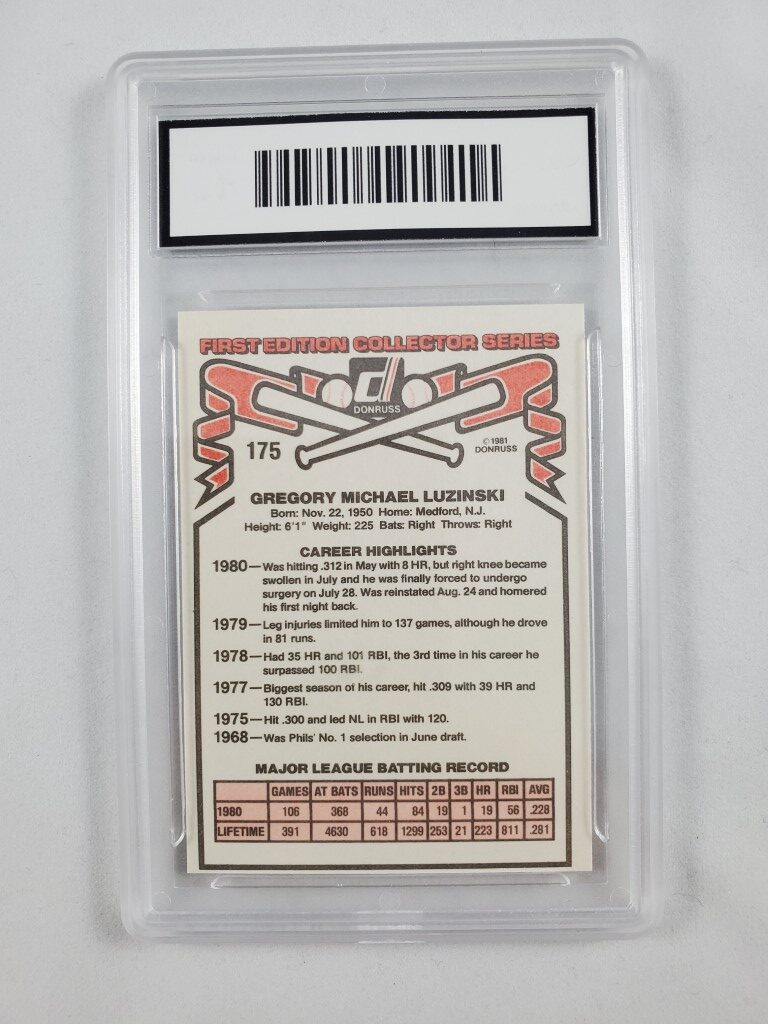 FIRST EDITION COLLECTOR SERIES
d
DONRUSS
175
© 1981
DONRUSS
GREGORY MICHAEL LUZINSKI
Born: Nov. 22, 1950 Home: Medford, N.J.
Height: 6'1" Weight: 225 Bats: Right Throws: Right
CAREER HIGHLIGHTS
1980—Was hitting .312 in May with 8 HR, but right knee became
swollen in July and he was finally forced to undergo
surgery on July 28. Was reinstated Aug. 24 and homered
his first night back.
1979—Leg injuries limited him to 137 games, although he drove
in 81 runs.
1978—Had 35 HR and 101 RBI, the 3rd time in his career he
surpassed 100 RBI.
1977—Biggest season of his career, hit .309 with 39 HR and
130 RBI.
1975—Hit .300 and led NL in RBI with 120.
1968—Was Phils' No. 1 selection in June draft.
MAJOR LEAGUE BATTING RECORD
GAMES AT BATS RUNS HITS 2B 3B HR RBI AVG
1980 106 368 44 84 19 1 19 56 .228
LIFETIME 391 4630 618 1299 253 21 223 811 .281